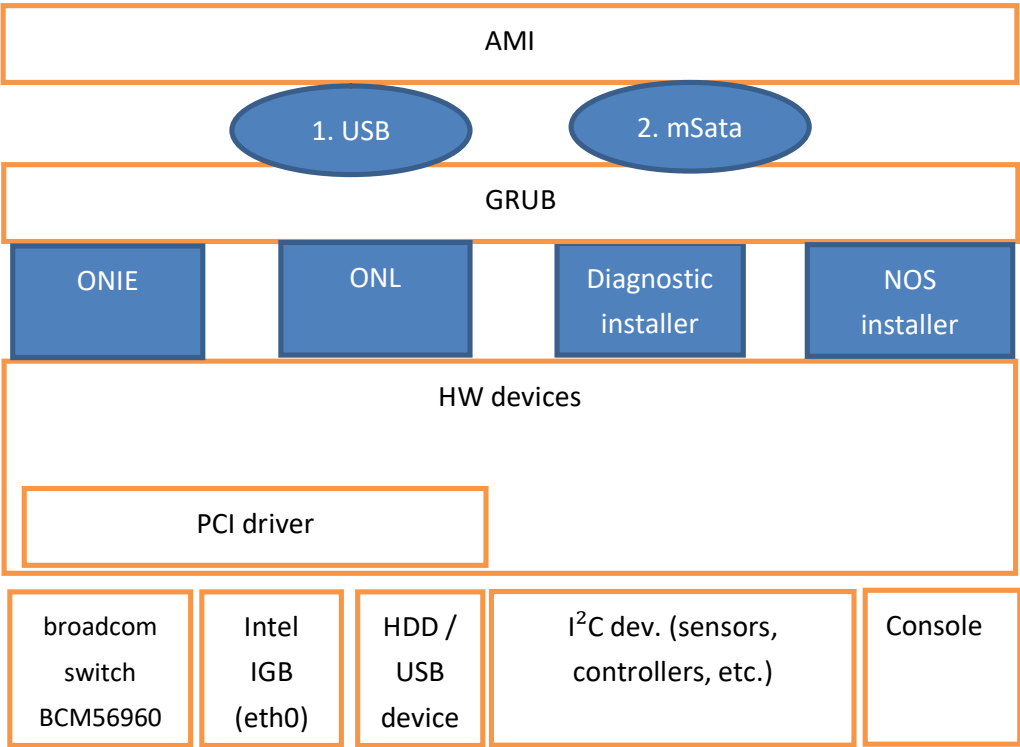 AMI
1. USB
2. mSata
GRUB
ONIE
ONL
Diagnostic
installer
NOS
installer
HW devices
PCI driver
broadcom
switch
BCM56960
Intel
IGB
(eth0)
HDD /
USB
device
I²C dev. (sensors,
controllers, etc.)
Console